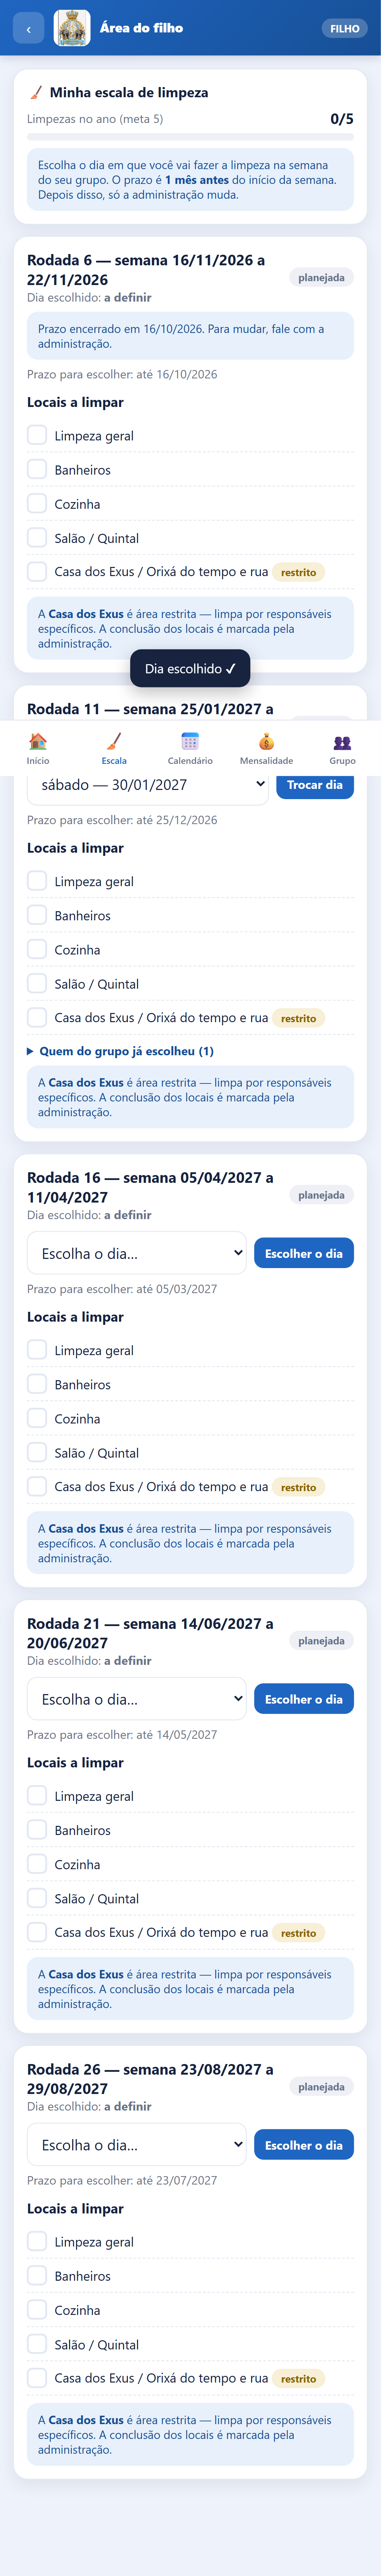 Área do filho
FILHO
Minha escala de limpeza
Limpezas no ano (meta 5)
0/5
Escolha o dia em que você vai fazer a limpeza na semana
do seu grupo. O prazo é 1 mês antes do início da semana.
Depois disso, só a administração muda.
Rodada 6 — semana 16/11/2026 a
22/11/2026
planejada
Dia escolhido: a definir
Prazo encerrado em 16/10/2026. Para mudar, fale com a
administração.
Prazo para escolher: até 16/10/2026
Locais a limpar
Limpeza geral
Banheiros
Cozinha
Salão / Quintal
Casa dos Exus / Orixá do tempo e rua restrito
A Casa dos Exus é área restrita — limpa por responsáveis
específicos. A conclusão dos locais é marcada pela
administração.
Dia escolhido ✓
Rodada 11 — semana 25/01/2027 a
Início
Escala
Calendário
Mensalidade
Grupo
sábado — 30/01/2027
Trocar dia
Prazo para escolher: até 25/12/2026
Locais a limpar
Limpeza geral
Banheiros
Cozinha
Salão / Quintal
Casa dos Exus / Orixá do tempo e rua restrito
Quem do grupo já escolheu (1)
A Casa dos Exus é área restrita — limpa por responsáveis
específicos. A conclusão dos locais é marcada pela
administração.
Rodada 16 — semana 05/04/2027 a
11/04/2027
planejada
Dia escolhido: a definir
Escolha o dia...
Escolher o dia
Prazo para escolher: até 05/03/2027
Locais a limpar
Limpeza geral
Banheiros
Cozinha
Salão / Quintal
Casa dos Exus / Orixá do tempo e rua restrito
A Casa dos Exus é área restrita — limpa por responsáveis
específicos. A conclusão dos locais é marcada pela
administração.
Rodada 21 — semana 14/06/2027 a
20/06/2027
planejada
Dia escolhido: a definir
Escolha o dia...
Escolher o dia
Prazo para escolher: até 14/05/2027
Locais a limpar
Limpeza geral
Banheiros
Cozinha
Salão / Quintal
Casa dos Exus / Orixá do tempo e rua restrito
A Casa dos Exus é área restrita — limpa por responsáveis
específicos. A conclusão dos locais é marcada pela
administração.
Rodada 26 — semana 23/08/2027 a
29/08/2027
planejada
Dia escolhido: a definir
Escolha o dia...
Escolher o dia
Prazo para escolher: até 23/07/2027
Locais a limpar
Limpeza geral
Banheiros
Cozinha
Salão / Quintal
Casa dos Exus / Orixá do tempo e rua restrito
A Casa dos Exus é área restrita — limpa por responsáveis
específicos. A conclusão dos locais é marcada pela
administração.